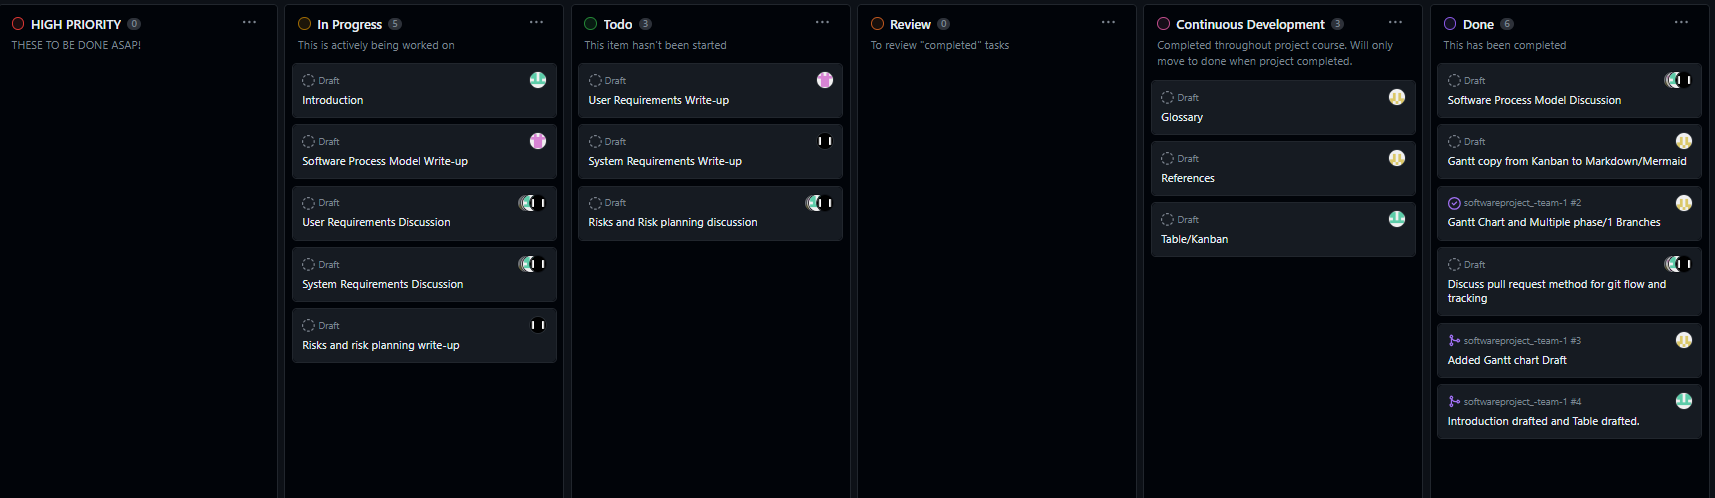 HIGH PRIORITY 0
THESE TO BE DONE ASAP!
In Progress 5
This is actively being worked on
Draft
Introduction
Draft
Software Process Model Write-up
Draft
User Requirements Discussion
Draft
System Requirements Discussion
Draft
Risks and risk planning write-up
Todo 3
This item hasn't been started
Draft
User Requirements Write-up
Draft
System Requirements Write-up
Draft
Risks and Risk planning discussion
Review 0
To review "completed" tasks
Continuous Development 3
Completed throughout project course. Will only
move to done when project completed.
Draft
Glossary
Draft
References
Draft
Table/Kanban
Done 6
This has been completed
Draft
Software Process Model Discussion
Draft
Gantt copy from Kanban to Markdown/Mermaid
softwareproject_-team-1 #2
Gantt Chart and Multiple phase/1 Branches
Draft
Discuss pull request method for git flow and
tracking
softwareproject_-team-1 #3
Added Gantt chart Draft
softwareproject_-team-1 #4
Introduction drafted and Table drafted.